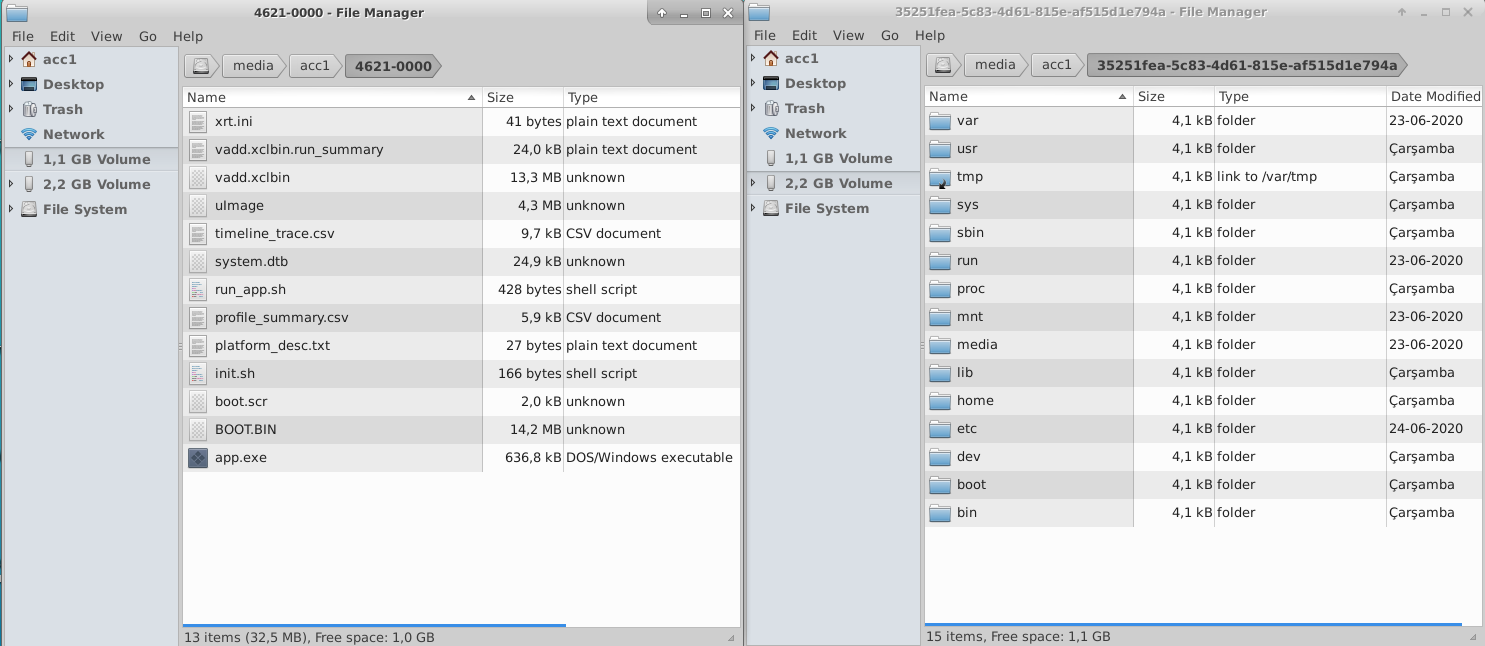 4621-0000 - File Manager
File Edit View Go Help
acc1
Desktop
Trash
Network
1,1 GB Volume
2,2 GB Volume
File System
media acc1 4621-0000
Name Size Type
xrt.ini 41 bytes plain text document
vadd.xclbin.run_summary 24,0 kB plain text document
vadd.xclbin 13,3 MB unknown
uImage 4,3 MB unknown
timeline_trace.csv 9,7 kB CSV document
system.dtb 24,9 kB unknown
run_app.sh 428 bytes shell script
profile_summary.csv 5,9 kB CSV document
platform_desc.txt 27 bytes plain text document
init.sh 166 bytes shell script
boot.scr 2,0 kB unknown
BOOT.BIN 14,2 MB unknown
app.exe 636,8 kB DOS/Windows executable
13 items (32,5 MB), Free space: 1,0 GB
35251fea-5c83-4d61-815e-af515d1e794a - File Manager
File Edit View Go Help
acc1
Desktop
Trash
Network
1,1 GB Volume
2,2 GB Volume
File System
media acc1 35251fea-5c83-4d61-815e-af515d1e794a
Name Size Type Date Modified
var 4,1 kB folder 23-06-2020
usr 4,1 kB folder Çarşamba
tmp 4,1 kB link to /var/tmp Çarşamba
sys 4,1 kB folder Çarşamba
sbin 4,1 kB folder Çarşamba
run 4,1 kB folder 23-06-2020
proc 4,1 kB folder Çarşamba
mnt 4,1 kB folder 23-06-2020
media 4,1 kB folder 23-06-2020
lib 4,1 kB folder Çarşamba
home 4,1 kB folder Çarşamba
etc 4,1 kB folder 24-06-2020
dev 4,1 kB folder Çarşamba
boot 4,1 kB folder Çarşamba
bin 4,1 kB folder Çarşamba
15 items, Free space: 1,1 GB